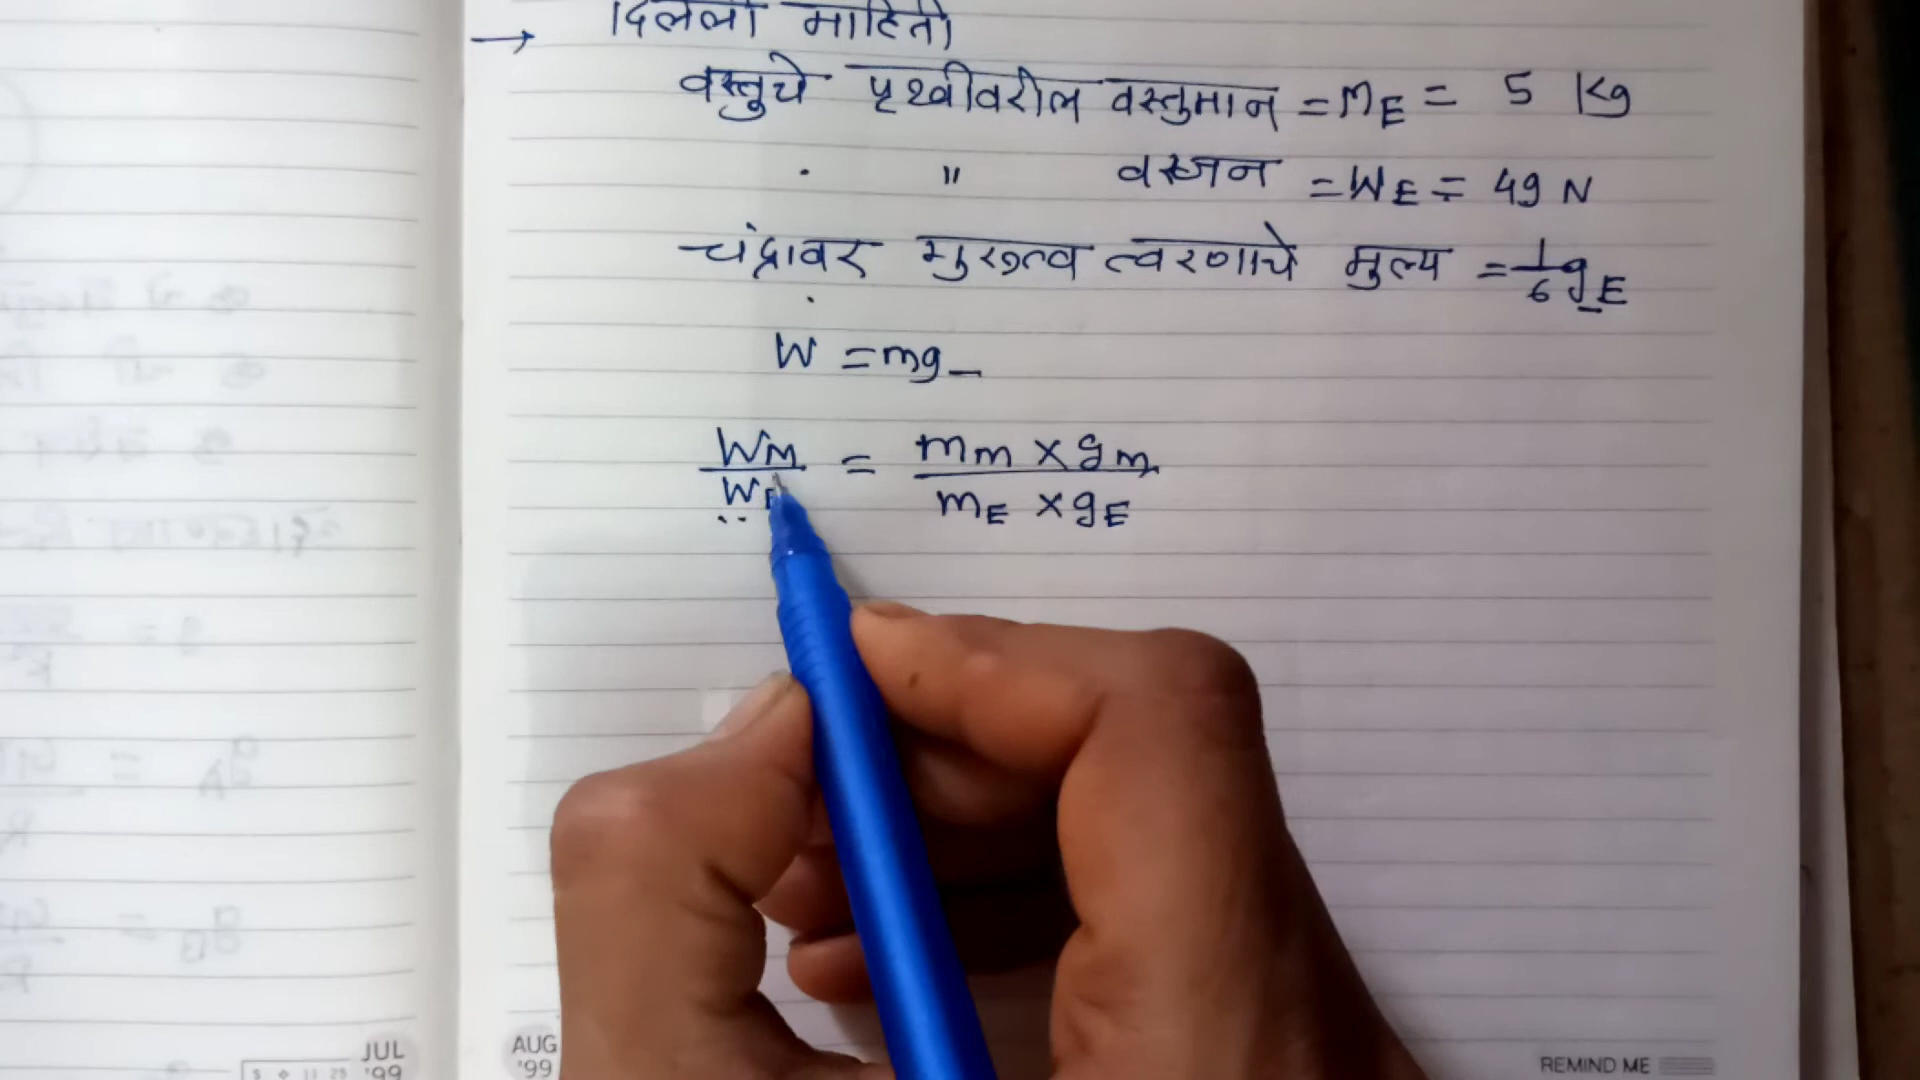 दिलेली माहिती
→ वस्तुचे पृथ्वीवरील वस्तुमान = mE = 5 Kg
" वजन = WE = 49 N
चंद्रावर गुरुत्व त्वरणाचे मुल्य = 1/6 gE
W = mg
WM/WE = mm × gm / mE × gE
JUL '99
AUG '99
REMIND ME